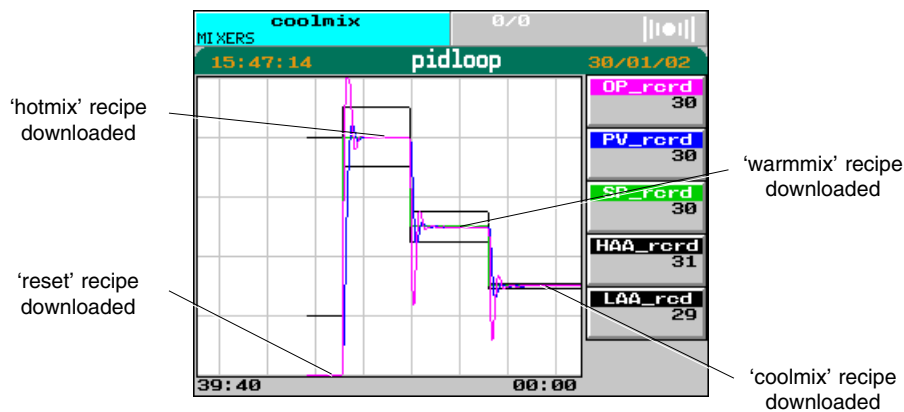 coolmix
MIXERS
0/0
15:47:14
pidloop
30/01/02
OP_rcrd
30
PV_rcrd
30
SP_rcrd
30
HAA_rcrd
31
LAA_rcd
29
39:40
00:00
‘hotmix’ recipe
downloaded
‘warmmix’ recipe
downloaded
‘reset’ recipe
downloaded
‘coolmix’ recipe
downloaded